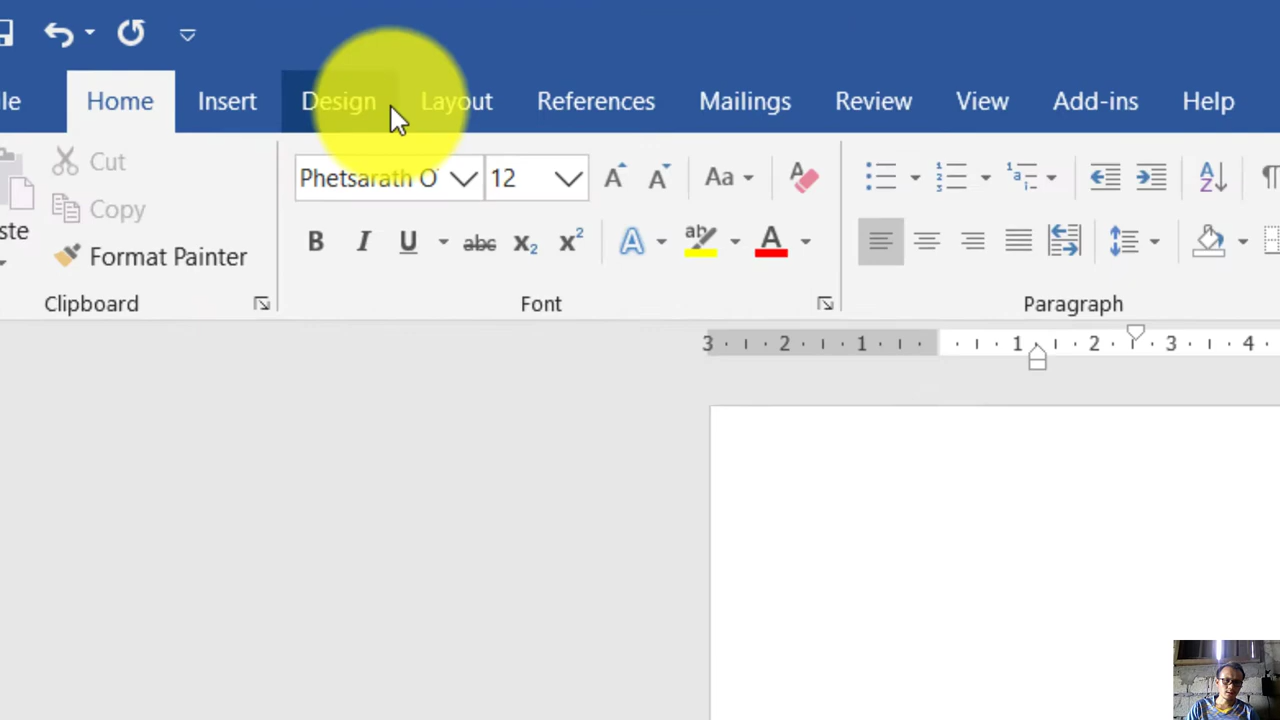 le Home Insert Design Layout References Mailings Review View Add-ins Help
Cut
Phetsarath O 12 A A Aa A Z
Copy
ste
B I U abc x2 x2 A ab A
Format Painter
Clipboard Font Paragraph
3 2 1 1 2 3 4